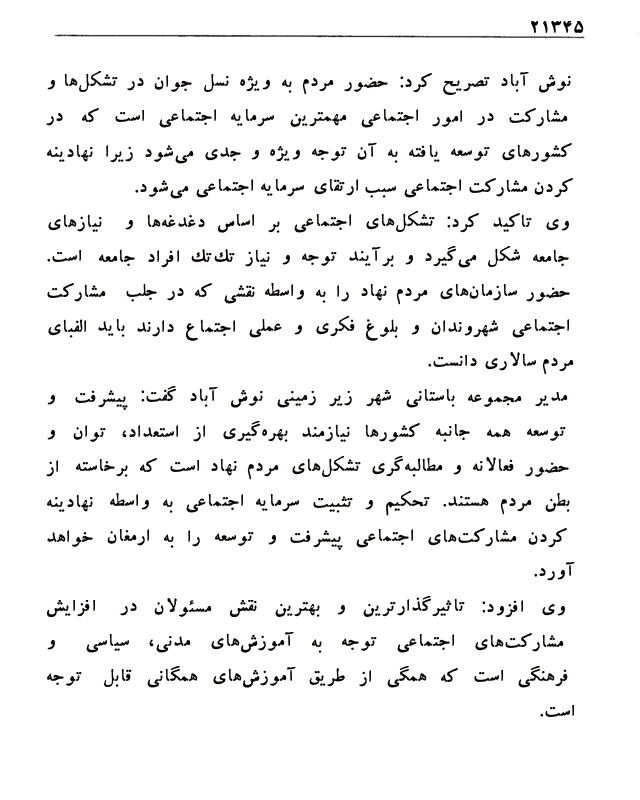 ۲۱۳۴۵
نوش آباد تصریح کرد: حضور مردم به ویژه نسل جوان در تشکل‌ها و
مشارکت در امور اجتماعی مهمترین سرمایه اجتماعی است که در
کشورهای توسعه یافته به آن توجه ویژه و جدی می‌شود زیرا نهادینه
کردن مشارکت اجتماعی سبب ارتقای سرمایه اجتماعی می‌شود.
وی تاکید کرد: تشکل‌های اجتماعی بر اساس دغدغه‌ها و نیازهای
جامعه شکل می‌گیرد و برآیند توجه و نیاز تك‌تك افراد جامعه است.
حضور سازمان‌های مردم نهاد را به واسطه نقشی که در جلب مشارکت
اجتماعی شهروندان و بلوغ فکری و عملی اجتماع دارند باید الفبای
مردم سالاری دانست.
مدیر مجموعه باستانی شهر زیر زمینی نوش آباد گفت: پیشرفت و
توسعه همه جانبه کشورها نیازمند بهره‌گیری از استعداد، توان و
حضور فعالانه و مطالبه‌گری تشکل‌های مردم نهاد است که برخاسته از
بطن مردم هستند. تحکیم و تثبیت سرمایه اجتماعی به واسطه نهادینه
کردن مشارکت‌های اجتماعی پیشرفت و توسعه را به ارمغان خواهد
آورد.
وی افزود: تاثیرگذارترین و بهترین نقش مسئولان در افزایش
مشارکت‌های اجتماعی توجه به آموزش‌های مدنی، سیاسی و
فرهنگی است که همگی از طریق آموزش‌های همگانی قابل توجه
است.